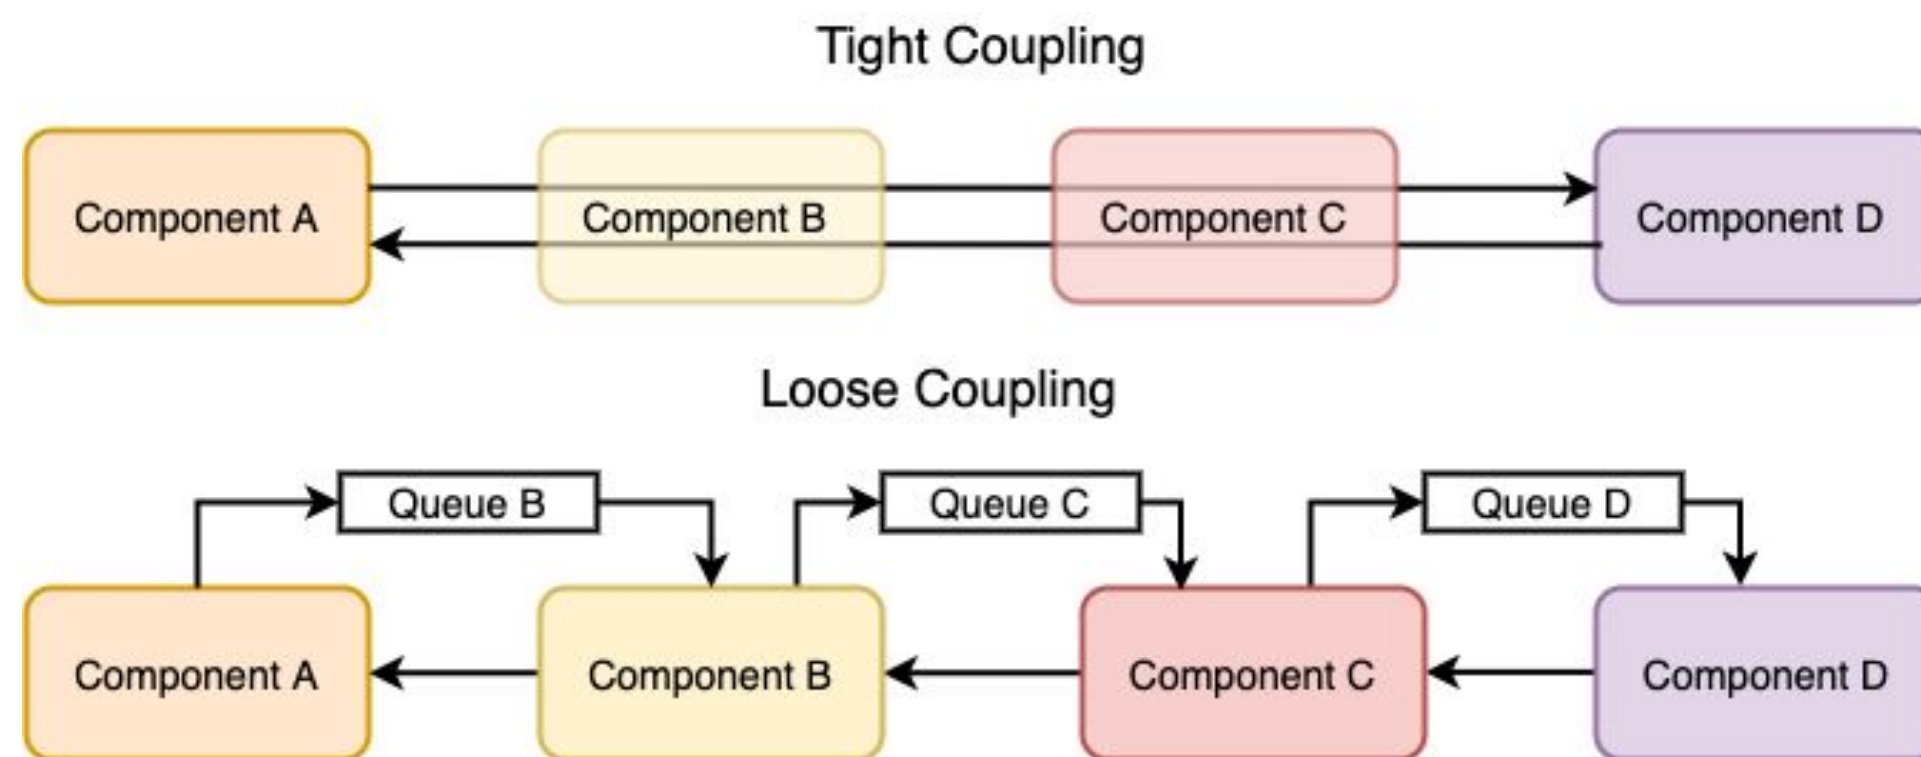 Tight Coupling
Component A
Component B
Component C
Component D
Loose Coupling
Queue B
Queue C
Queue D
Component A
Component B
Component C
Component D